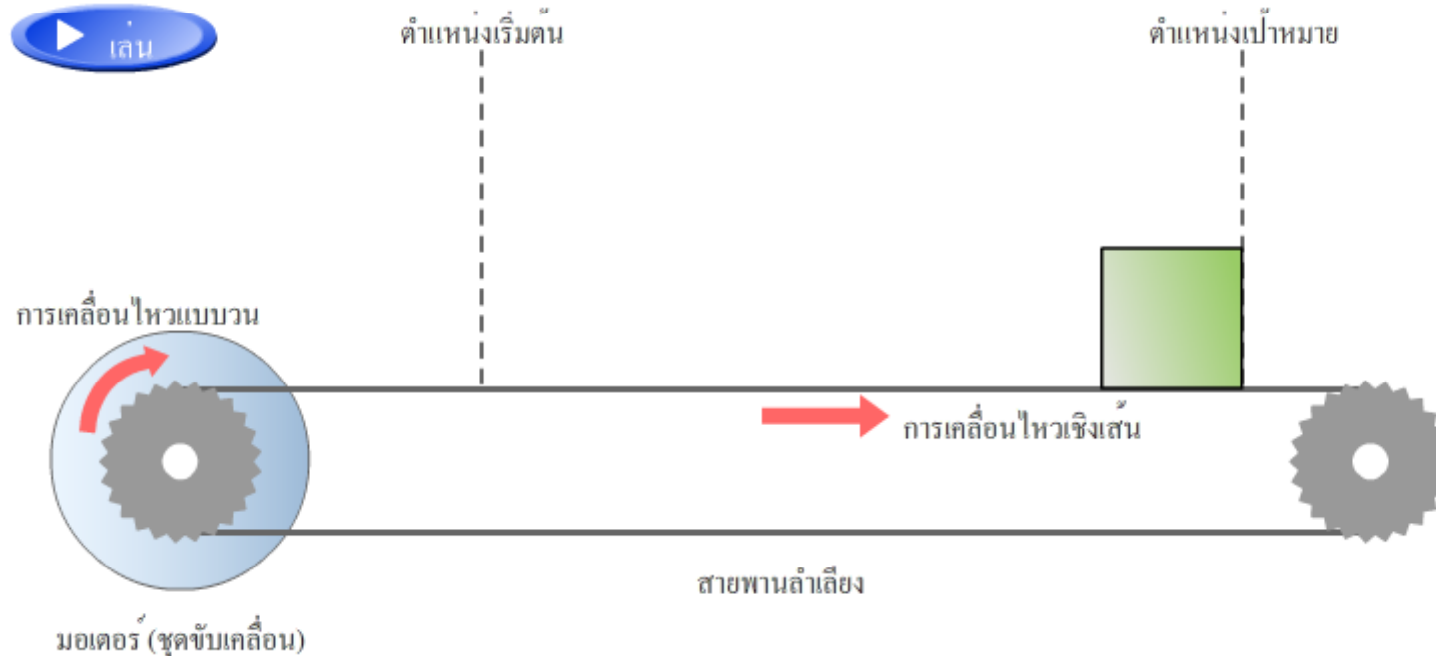 เล่น
ตำแหน่งเริ่มต้น
ตำแหน่งเป้าหมาย
การเคลื่อนไหวแบบวน
การเคลื่อนไหวเชิงเส้น
สายพานลำเลียง
มอเตอร์ (ชุดขับเคลื่อน)